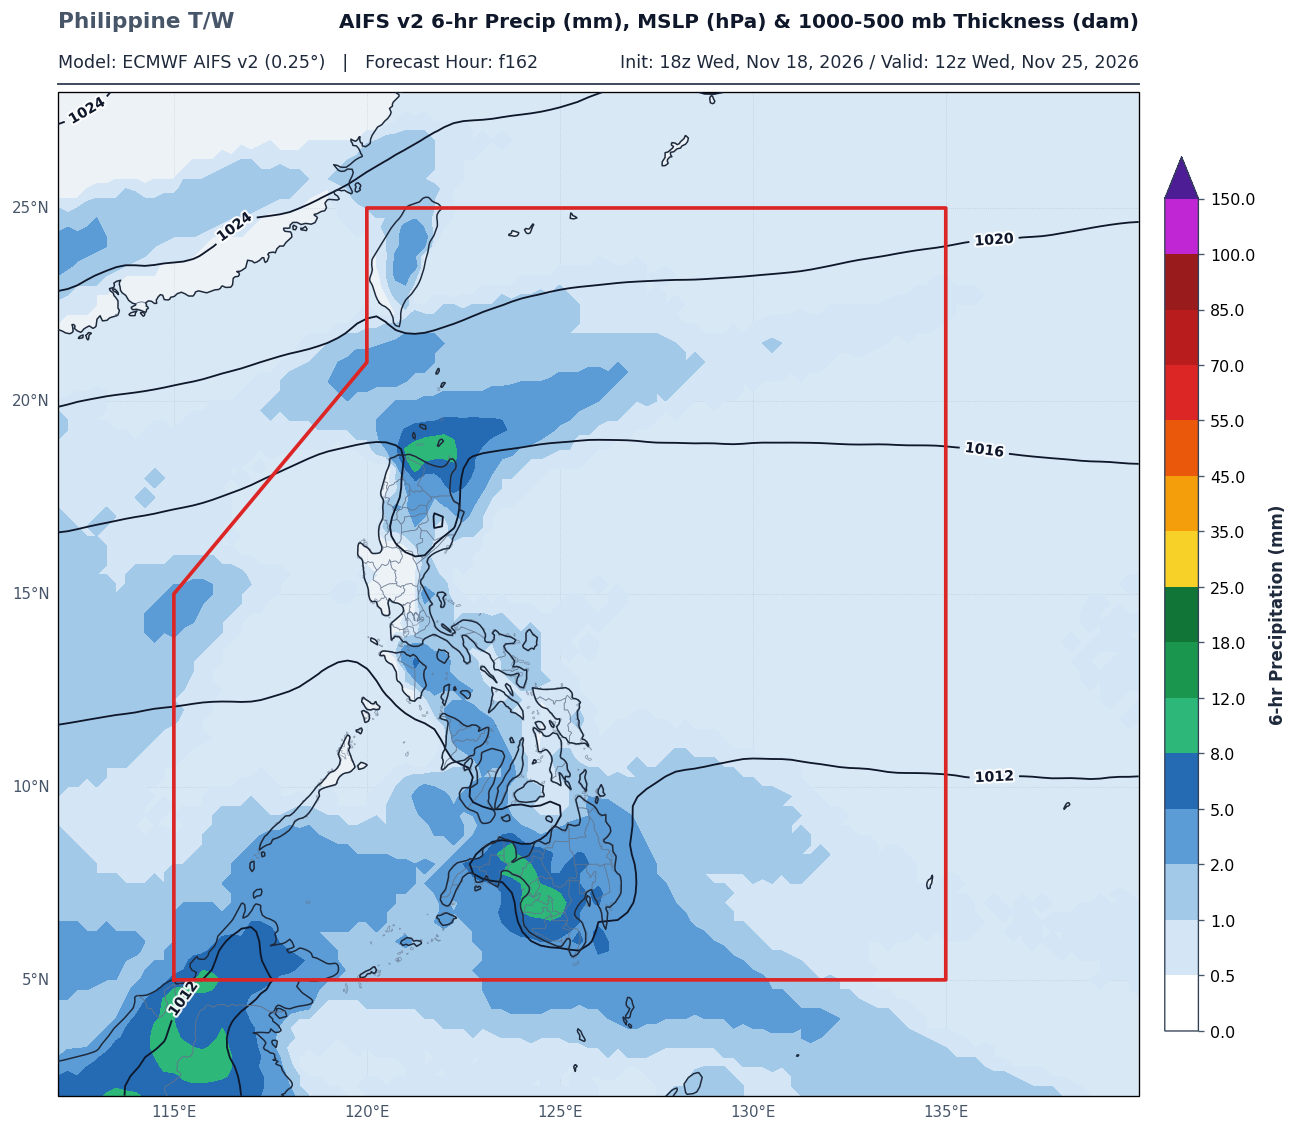 Philippine T/W
AIFS v2 6-hr Precip (mm), MSLP (hPa) & 1000-500 mb Thickness (dam)
Model: ECMWF AIFS v2 (0.25°) | Forecast Hour: f162
Init: 18z Wed, Nov 18, 2026 / Valid: 12z Wed, Nov 25, 2026
1024
1024
1020
1016
1012
1012
25°N
20°N
15°N
10°N
5°N
115°E
120°E
125°E
130°E
135°E
150.0
100.0
85.0
70.0
55.0
45.0
35.0
25.0
18.0
12.0
8.0
5.0
2.0
1.0
0.5
0.0
6-hr Precipitation (mm)